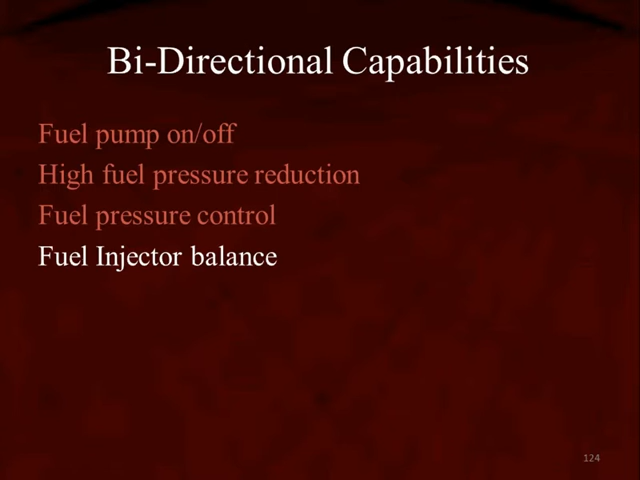 Bi-Directional Capabilities
Fuel pump on/off
High fuel pressure reduction
Fuel pressure control
Fuel Injector balance
124